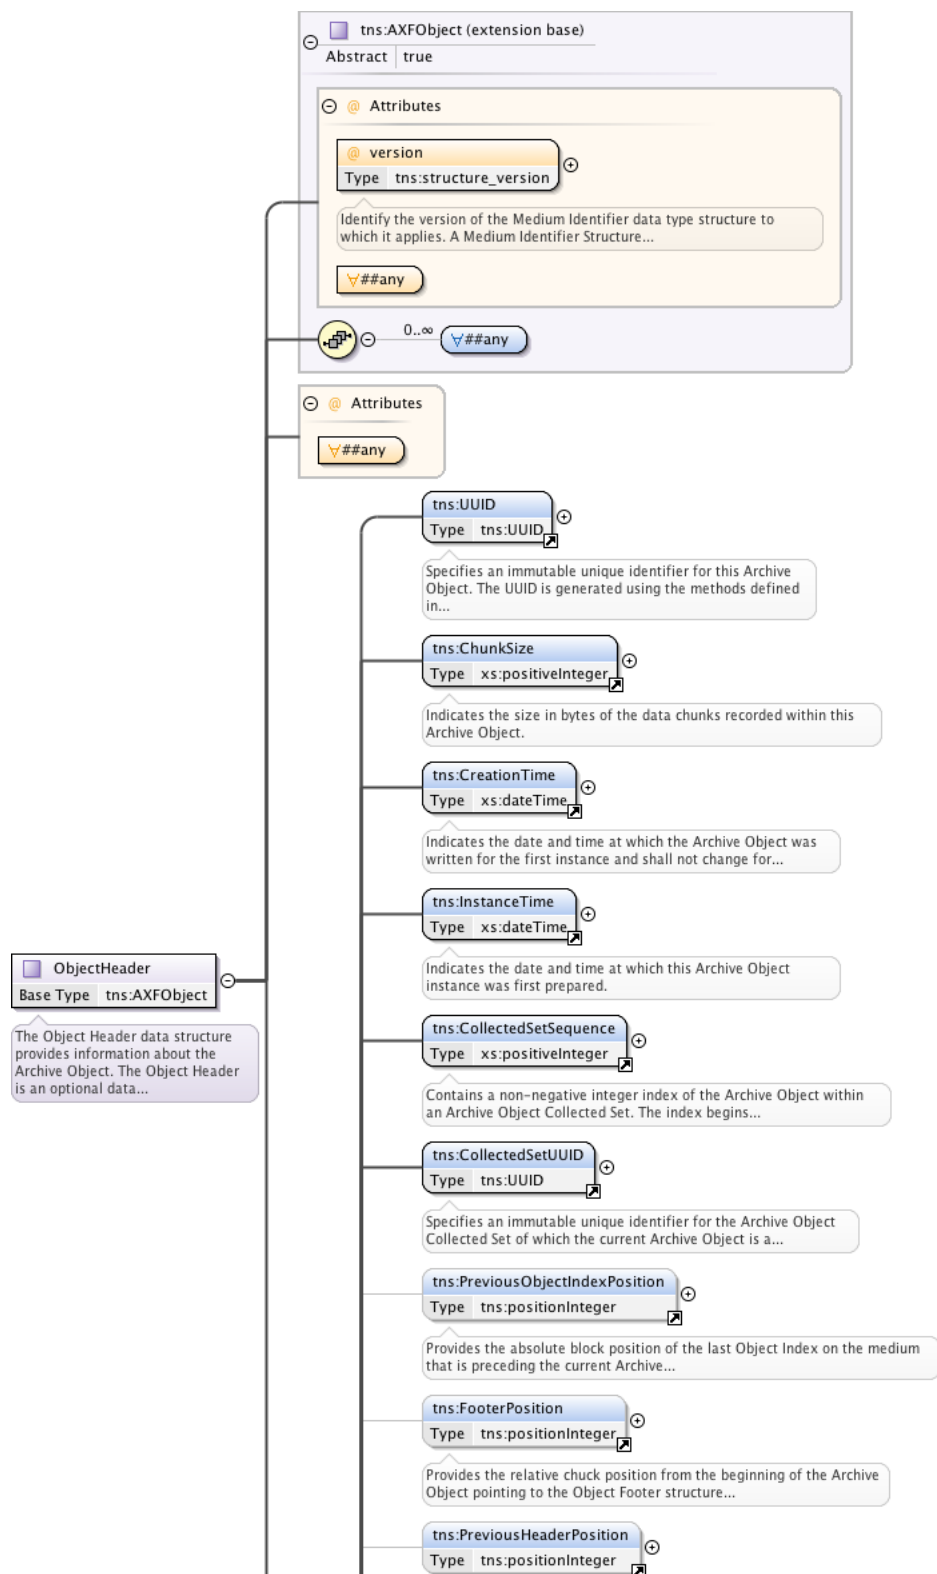 tns:AXFObject (extension base)
Abstract true
@ Attributes
@ version
Type tns:structure_version
Identify the version of the Medium Identifier data type structure to
which it applies. A Medium Identifier Structure...
∀##any
0..∞
∀##any
@ Attributes
∀##any
tns:UUID
Type tns:UUID
Specifies an immutable unique identifier for this Archive
Object. The UUID is generated using the methods defined
in...
tns:ChunkSize
Type xs:positiveInteger
Indicates the size in bytes of the data chunks recorded within this
Archive Object.
tns:CreationTime
Type xs:dateTime
Indicates the date and time at which the Archive Object was
written for the first instance and shall not change for...
tns:InstanceTime
Type xs:dateTime
Indicates the date and time at which this Archive Object
instance was first prepared.
ObjectHeader
Base Type tns:AXFObject
The Object Header data structure
provides information about the
Archive Object. The Object Header
is an optional data...
tns:CollectedSetSequence
Type xs:positiveInteger
Contains a non-negative integer index of the Archive Object within
an Archive Object Collected Set. The index begins...
tns:CollectedSetUUID
Type tns:UUID
Specifies an immutable unique identifier for the Archive Object
Collected Set of which the current Archive Object is a...
tns:PreviousObjectIndexPosition
Type tns:positionInteger
Provides the absolute block position of the last Object Index on the medium
that is preceding the current Archive...
tns:FooterPosition
Type tns:positionInteger
Provides the relative chuck position from the beginning of the Archive
Object pointing to the Object Footer structure...
tns:PreviousHeaderPosition
Type tns:positionInteger